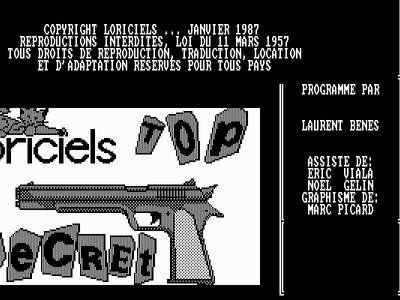 COPYRIGHT LORICIELS ... JANVIER 1987
REPRODUCTIONS INTERDITES, LOI DU 11 MARS 1957
TOUS DROITS DE REPRODUCTION, TRADUCTION, LOCATION
ET D'ADAPTATION RESERVES POUR TOUS PAYS
oriciels
TOP
SeCRET
PROGRAMME PAR
LAURENT BENES
ASSISTE DE:
ERIC VIALA
NOEL GELIN
GRAPHISME DE:
MARC PICARD